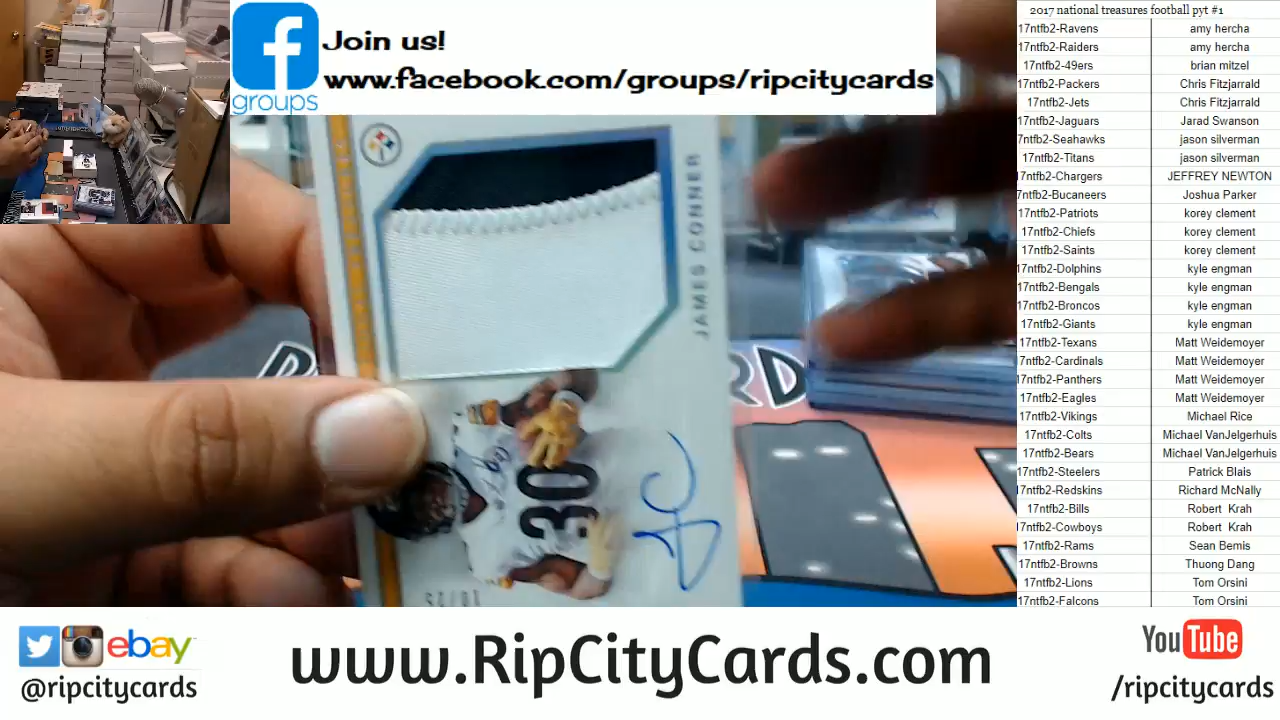 Join us!
www.facebook.com/groups/ripcitycards
groups
JAMES CONNER
30
2017 national treasures football pyt #1
17ntfb2-Ravens amy hercha
17ntfb2-Raiders amy hercha
17ntfb2-49ers brian mitzel
17ntfb2-Packers Chris Fitzjarrald
17ntfb2-Jets Chris Fitzjarrald
17ntfb2-Jaguars Jarad Swanson
17ntfb2-Seahawks jason silverman
17ntfb2-Titans jason silverman
17ntfb2-Chargers JEFFREY NEWTON
17ntfb2-Bucaneers Joshua Parker
17ntfb2-Patriots korey clement
17ntfb2-Chiefs korey clement
17ntfb2-Saints korey clement
17ntfb2-Dolphins kyle engman
17ntfb2-Bengals kyle engman
17ntfb2-Broncos kyle engman
17ntfb2-Giants kyle engman
17ntfb2-Texans Matt Weidemoyer
17ntfb2-Cardinals Matt Weidemoyer
17ntfb2-Panthers Matt Weidemoyer
17ntfb2-Eagles Matt Weidemoyer
17ntfb2-Vikings Michael Rice
17ntfb2-Colts Michael VanJelgerhuis
17ntfb2-Bears Michael VanJelgerhuis
17ntfb2-Steelers Patrick Blais
17ntfb2-Redskins Richard McNally
17ntfb2-Bills Robert Krah
17ntfb2-Cowboys Robert Krah
17ntfb2-Rams Sean Bemis
17ntfb2-Browns Thuong Dang
17ntfb2-Lions Tom Orsini
17ntfb2-Falcons Tom Orsini
ebay
@ripcitycards
www.RipCityCards.com
YouTube
/ripcitycards